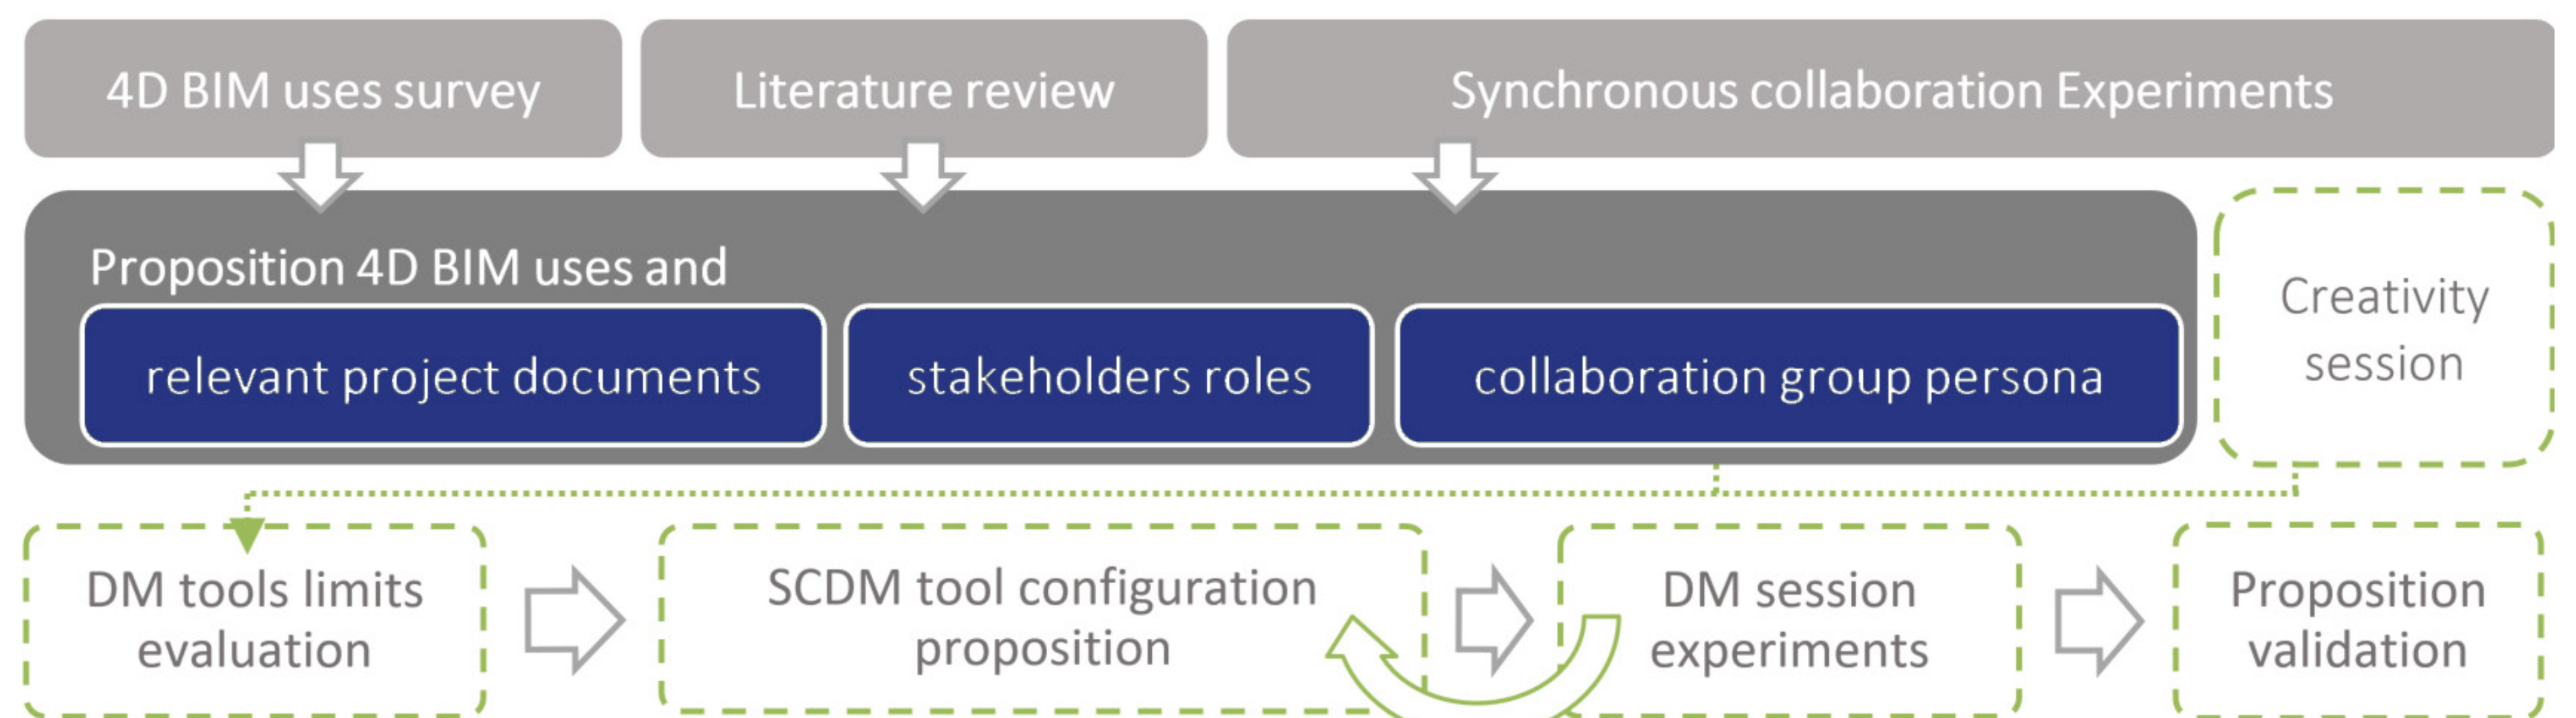 4D BIM uses survey
Literature review
Synchronous collaboration Experiments
Proposition 4D BIM uses and
relevant project documents
stakeholders roles
collaboration group persona
Creativity
session
DM tools limits
evaluation
SCDM tool configuration
proposition
DM session
experiments
Proposition
validation